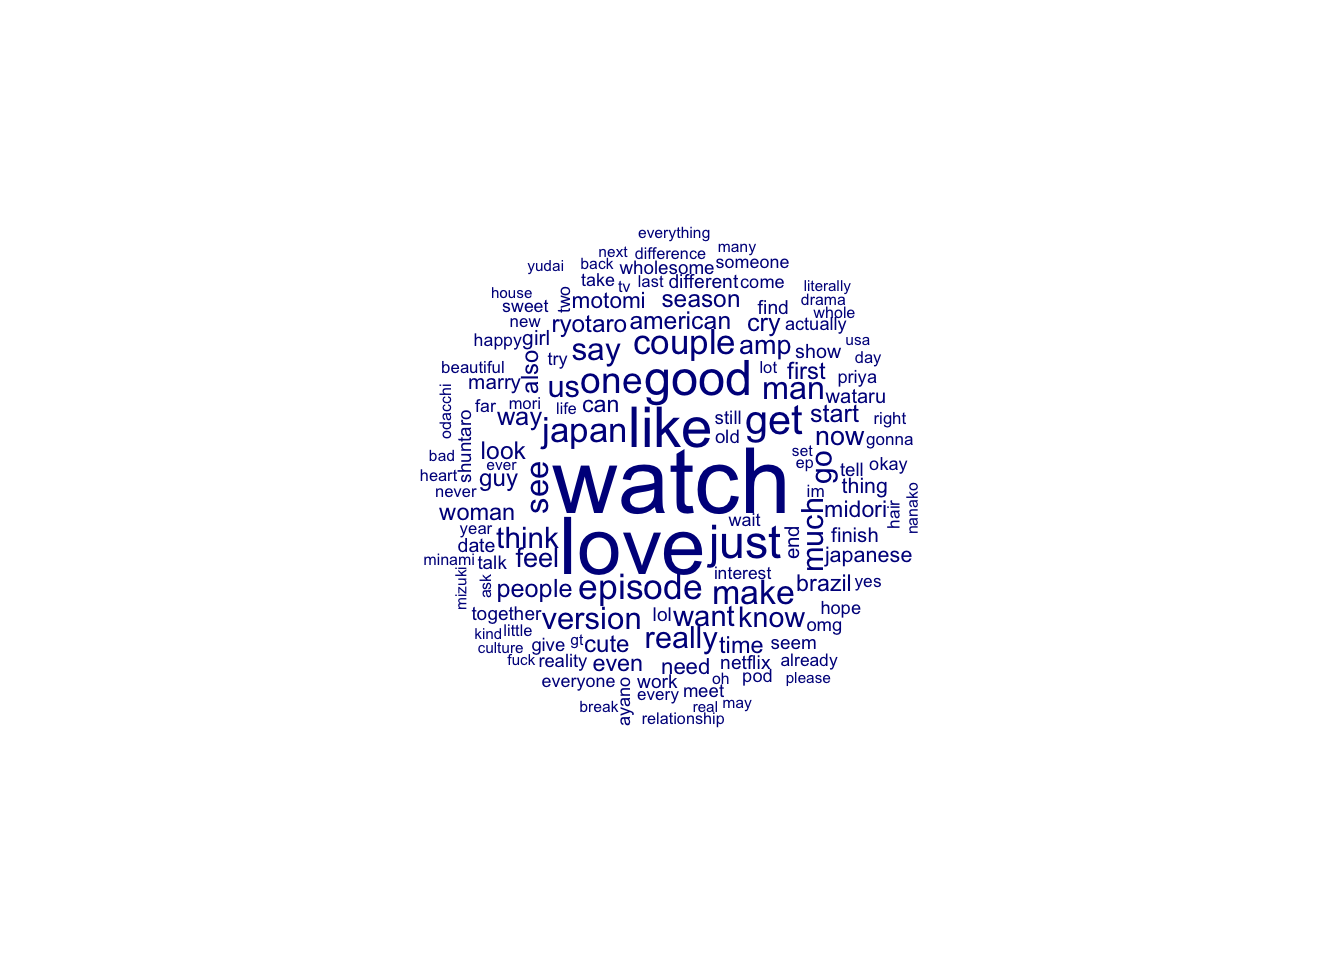 everything
next difference many
yudai back wholesome someone
take tv last different come literally
house sweet two motomi season find drama whole
new ryotaro american cry actually
happy girl say couple amp show usa
beautiful also try lot first day
marry us one good man priya
odacchi far mori life can wataru
way japan like still get start right
old now gonna
bad shuntaro look set
heart ever guy see watch ep go tell okay
never im thing
woman much midori hair nanako
year wait
date think love just end finish
minami talk feel japanese
mizuki ask people episode interest make brazil yes
together version lol want know hope
kind little omg
culture give gt cute really time seem
fuck reality even need netflix already
everyone ayano work oh pod please
every meet
break real may
relationship